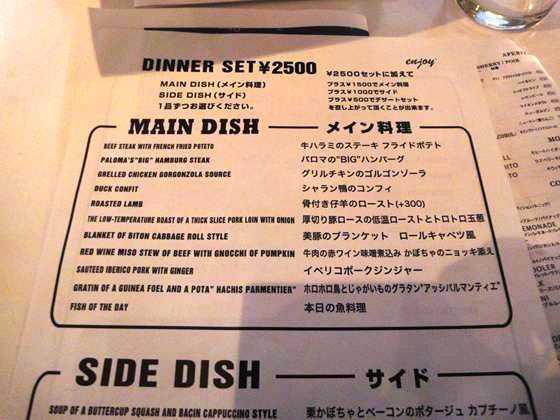 DINNER SET¥2500
enjoy
MAIN DISH(メイン料理)
SIDE DISH(サイド)
1品ずつお選びください。
¥2500セットに加えて
プラス¥1500でメイン料理
プラス¥1000でサイド
プラス¥500でデザートセット
を召し上がって頂くことが出来ます。
MAIN DISH メイン料理
BEEF STEAK WITH FRENCH FRIED POTETO 牛ハラミのステーキ フライドポテト
PALOMA'S"BIG" HAMBURG STEAK パロマの"BIG"ハンバーグ
GRELLED CHICKEN GORGONZOLA SOURCE グリルチキンのゴルゴンソーラ
DUCK CONFIT シャラン鴨のコンフィ
ROASTED LAMB 骨付き仔羊のロースト(+300)
THE LOW-TEMPERATURE ROAST OF A THICK SLICE PORK LOIN WITH ONION 厚切り豚ロースの低温ローストとトロトロ玉葱
BLANKET OF BITON CABBAGE ROLL STYLE 美豚のブランケット ロールキャベツ風
RED WINE MISO STEW OF BEEF WITH GNOCCHI OF PUMPKIN 牛肉の赤ワイン味噌煮込み かぼちゃのニョッキ添え
SAUTEED IBERICO PORK WITH GINGER イベリコポークジンジャー
GRATIN OF A GUINEA FOEL AND A POTA" HACHIS PARMENTIER" ホロホロ鳥とじゃがいものグラタン"アッシパルマンティエ"
FISH OF THE DAY 本日の魚料理
SIDE DISH サイド
SOUP OF A BUTTERCUP SQUASH AND BACIN CAPPUCCINO STYLE 栗かぼちゃとベーコンのポタージュ カプチーノ風